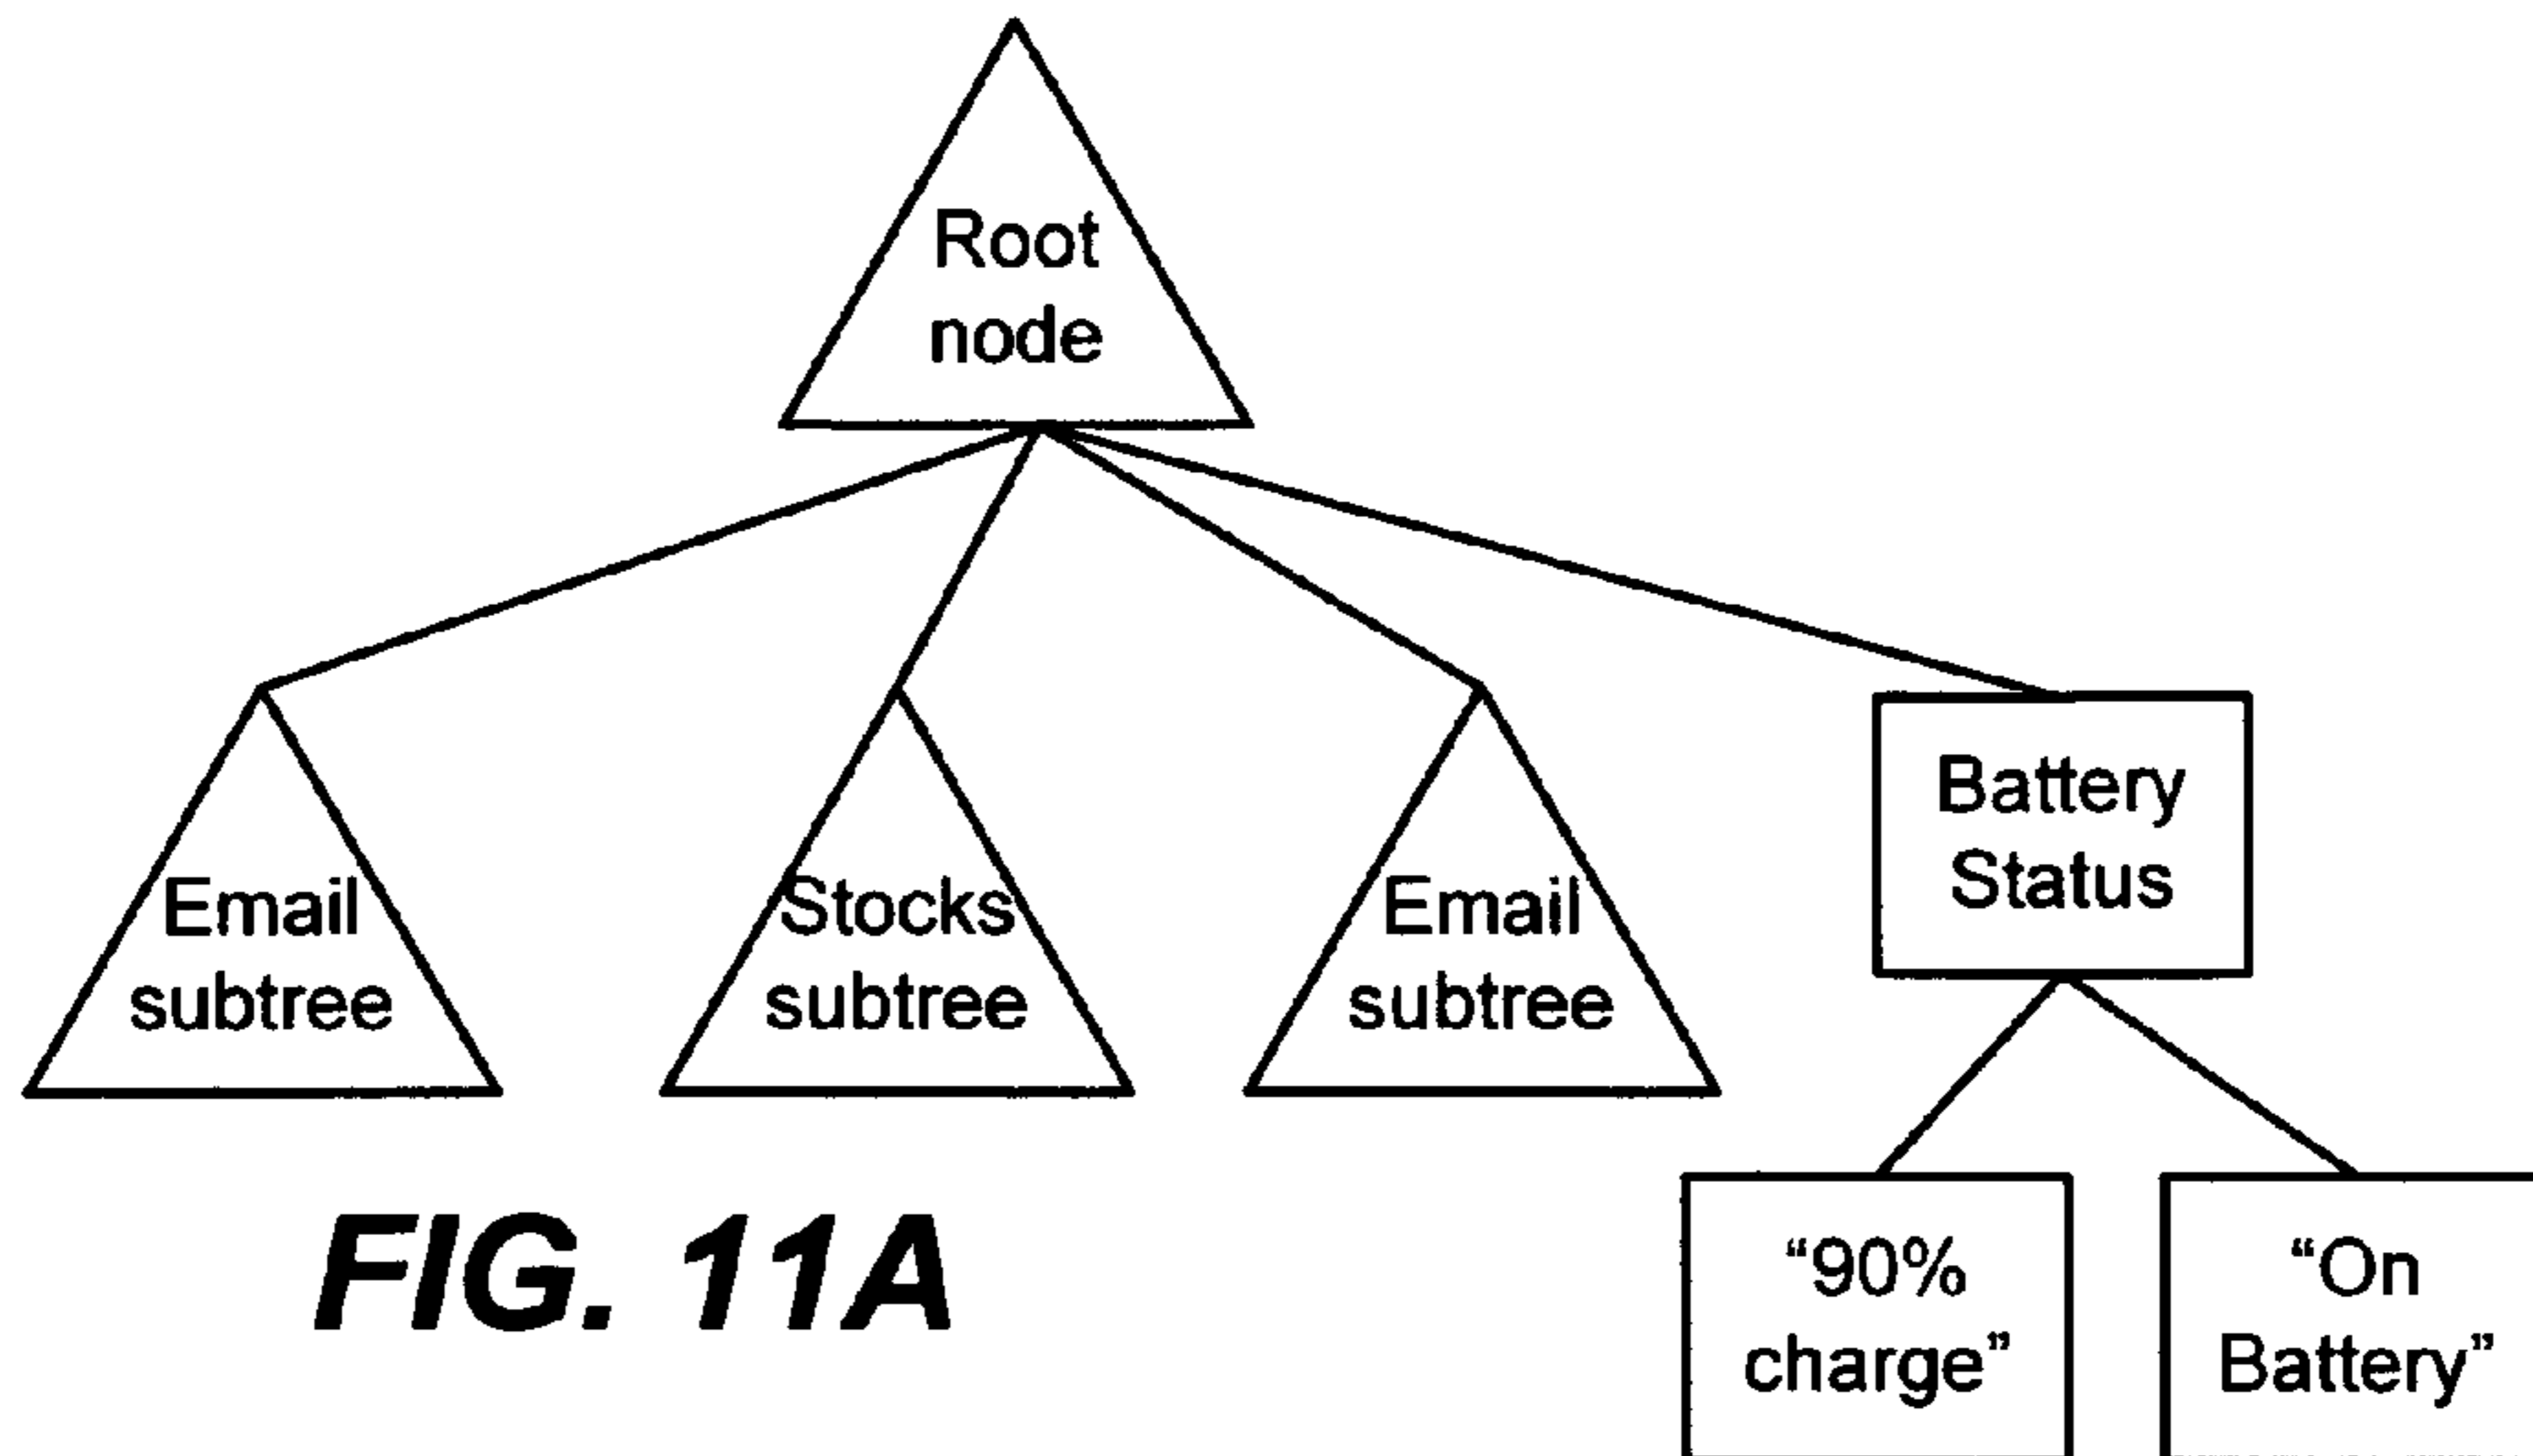 Root
node
Email
subtree
Stocks
subtree
Email
subtree
Battery
Status
“90%
charge”
“On
Battery”
FIG. 11A